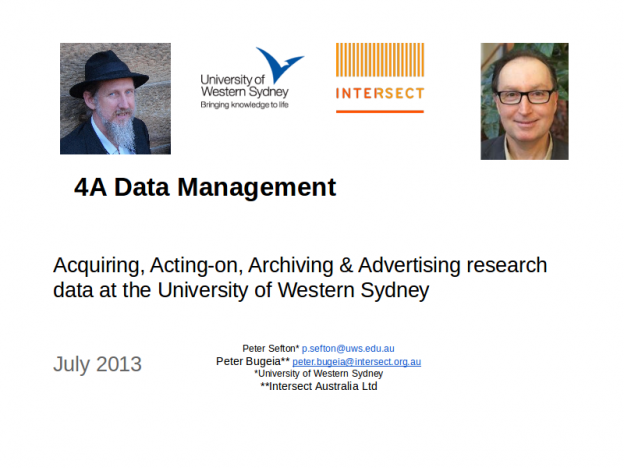 University of
Western Sydney
Bringing knowledge to life
INTERSECT
4A Data Management
Acquiring, Acting-on, Archiving & Advertising research
data at the University of Western Sydney
July 2013
Peter Sefton* p.sefton@uws.edu.au
Peter Bugeia** peter.bugeia@intersect.org.au
*University of Western Sydney
**Intersect Australia Ltd